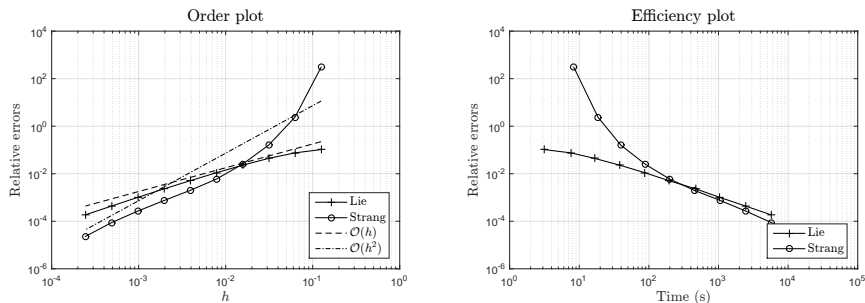 Order plot
10^4
10^2
10^0
10^-2
10^-4
10^-6
Relative errors
10^-4
10^-3
10^-2
10^-1
10^0
h
Lie
Strang
O(h)
O(h^2)
Efficiency plot
10^4
10^2
10^0
10^-2
10^-4
10^-6
Relative errors
10^0
10^1
10^2
10^3
10^4
10^5
Time (s)
Lie
Strang